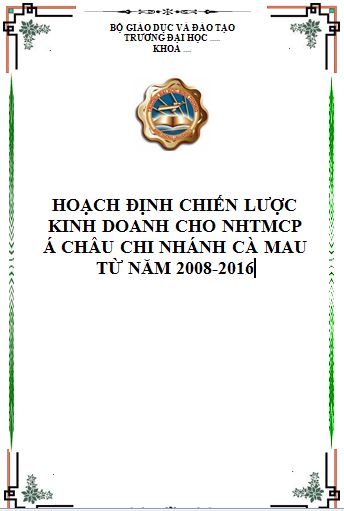 BỘ GIÁO DỤC VÀ ĐÀO TẠO
TRƯỜNG ĐẠI HỌC .....
KHOA ....
HOẠCH ĐỊNH CHIẾN LƯỢC
KINH DOANH CHO NHTMCP
Á CHÂU CHI NHÁNH CÀ MAU
TỪ NĂM 2008-2016